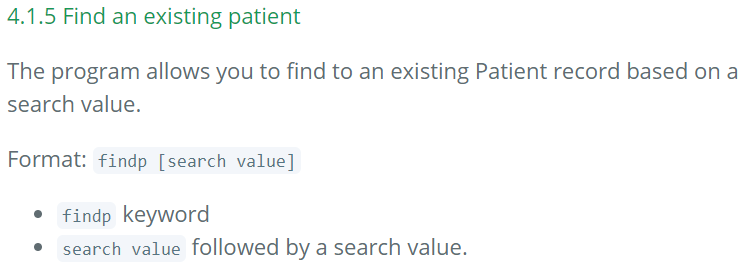 4.1.5 Find an existing patient
The program allows you to find to an existing Patient record based on a
search value.
Format: findp [search value]
• findp keyword
• search value followed by a search value.